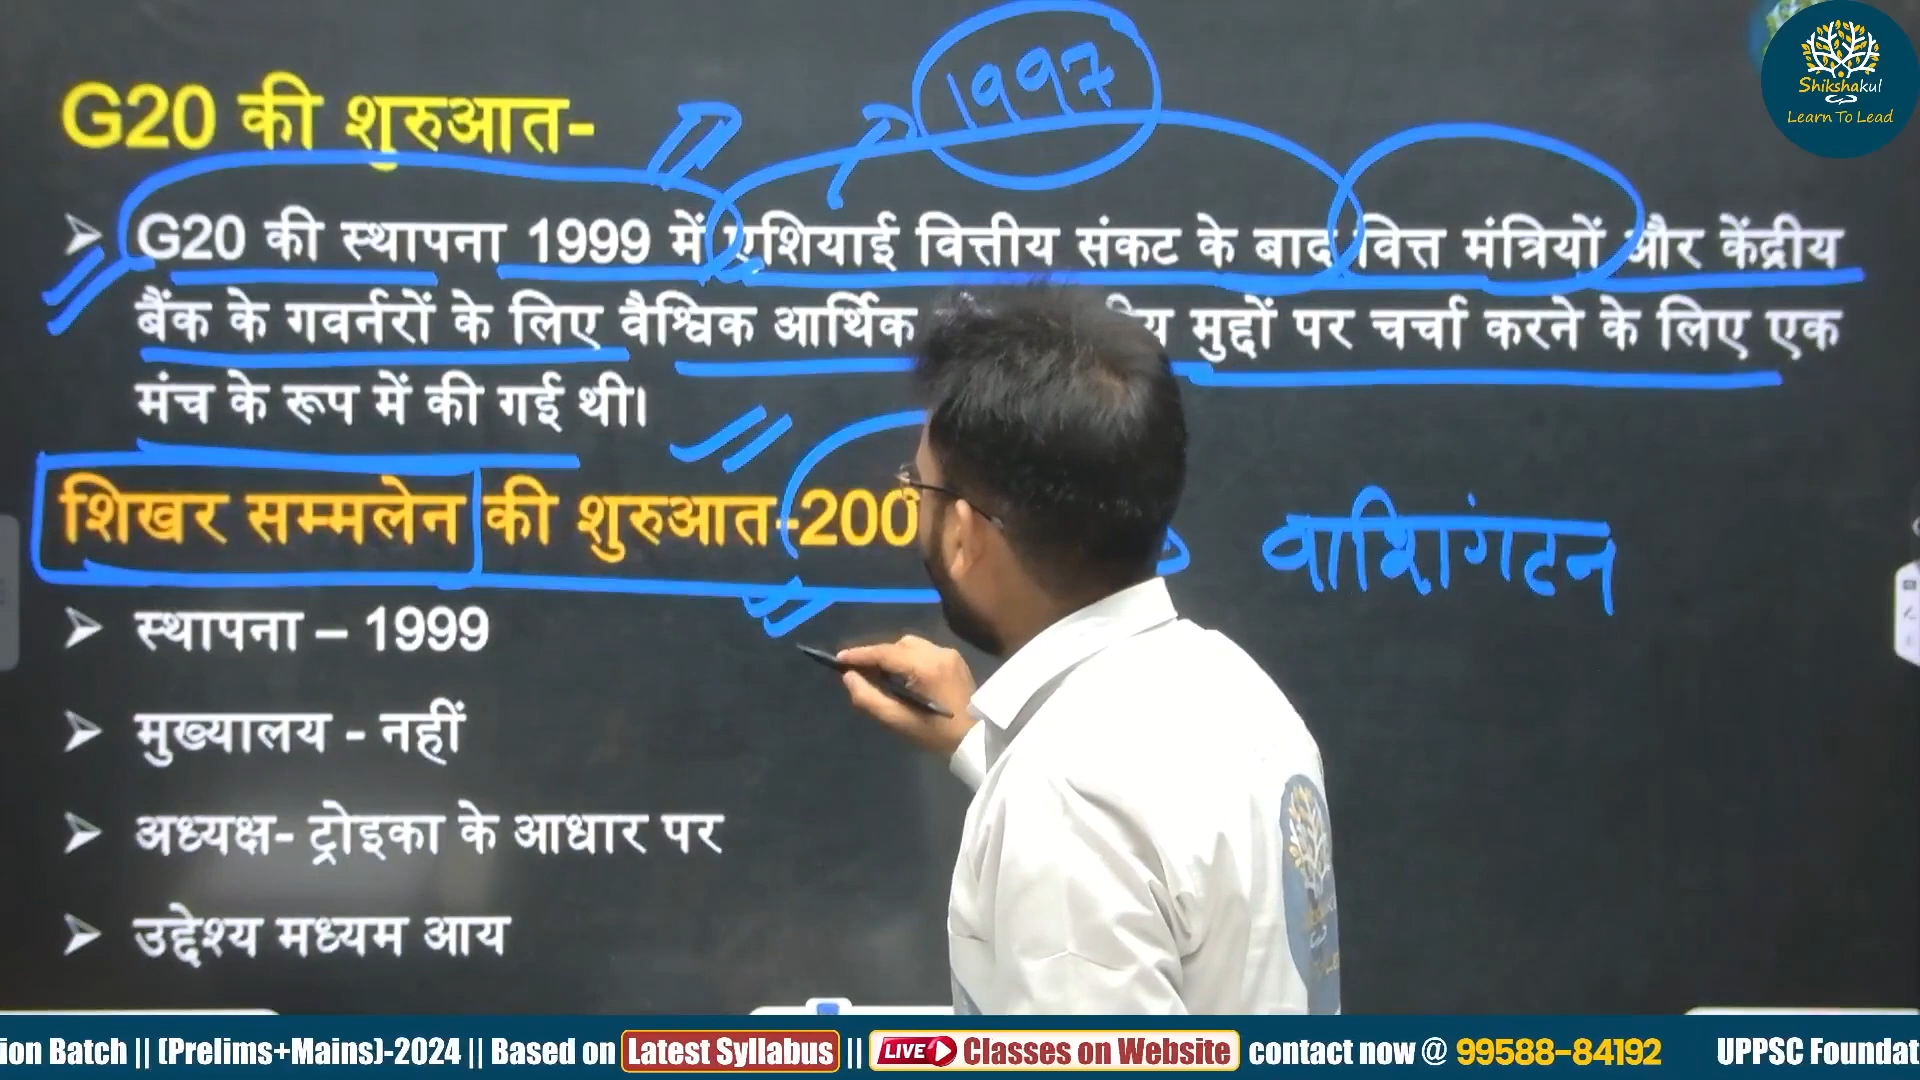 १९९७
Shikshakul
Learn To Lead
G20 की शुरुआत-
G20 की स्थापना 1999 में एशियाई वित्तीय संकट के बाद वित्त मंत्रियों और केंद्रीय
बैंक के गवर्नरों के लिए वैश्विक आर्थिक मुद्दों पर चर्चा करने के लिए एक
मंच के रूप में की गई थी।
शिखर सम्मलेन की शुरुआत-200
वाशिंगटन
स्थापना – 1999
मुख्यालय - नहीं
अध्यक्ष- ट्रोइका के आधार पर
उद्देश्य मध्यम आय
ion Batch || (Prelims+Mains)-2024 || Based on Latest Syllabus || LIVE Classes on Website contact now @ 99588-84192 UPPSC Foundat